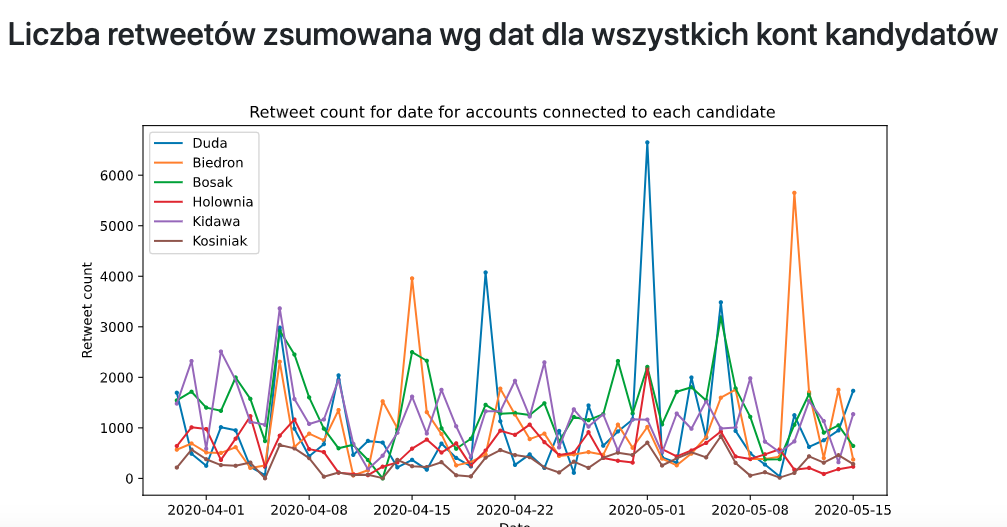 Liczba retweetów zsumowana wg dat dla wszystkich kont kandydatów
Retweet count for date for accounts connected to each candidate
Duda
Biedron
Bosak
Holownia
Kidawa
Kosiniak
Retweet count
6000
5000
4000
3000
2000
1000
0
2020-04-01 2020-04-08 2020-04-15 2020-04-22 2020-05-01 2020-05-08 2020-05-15
Date